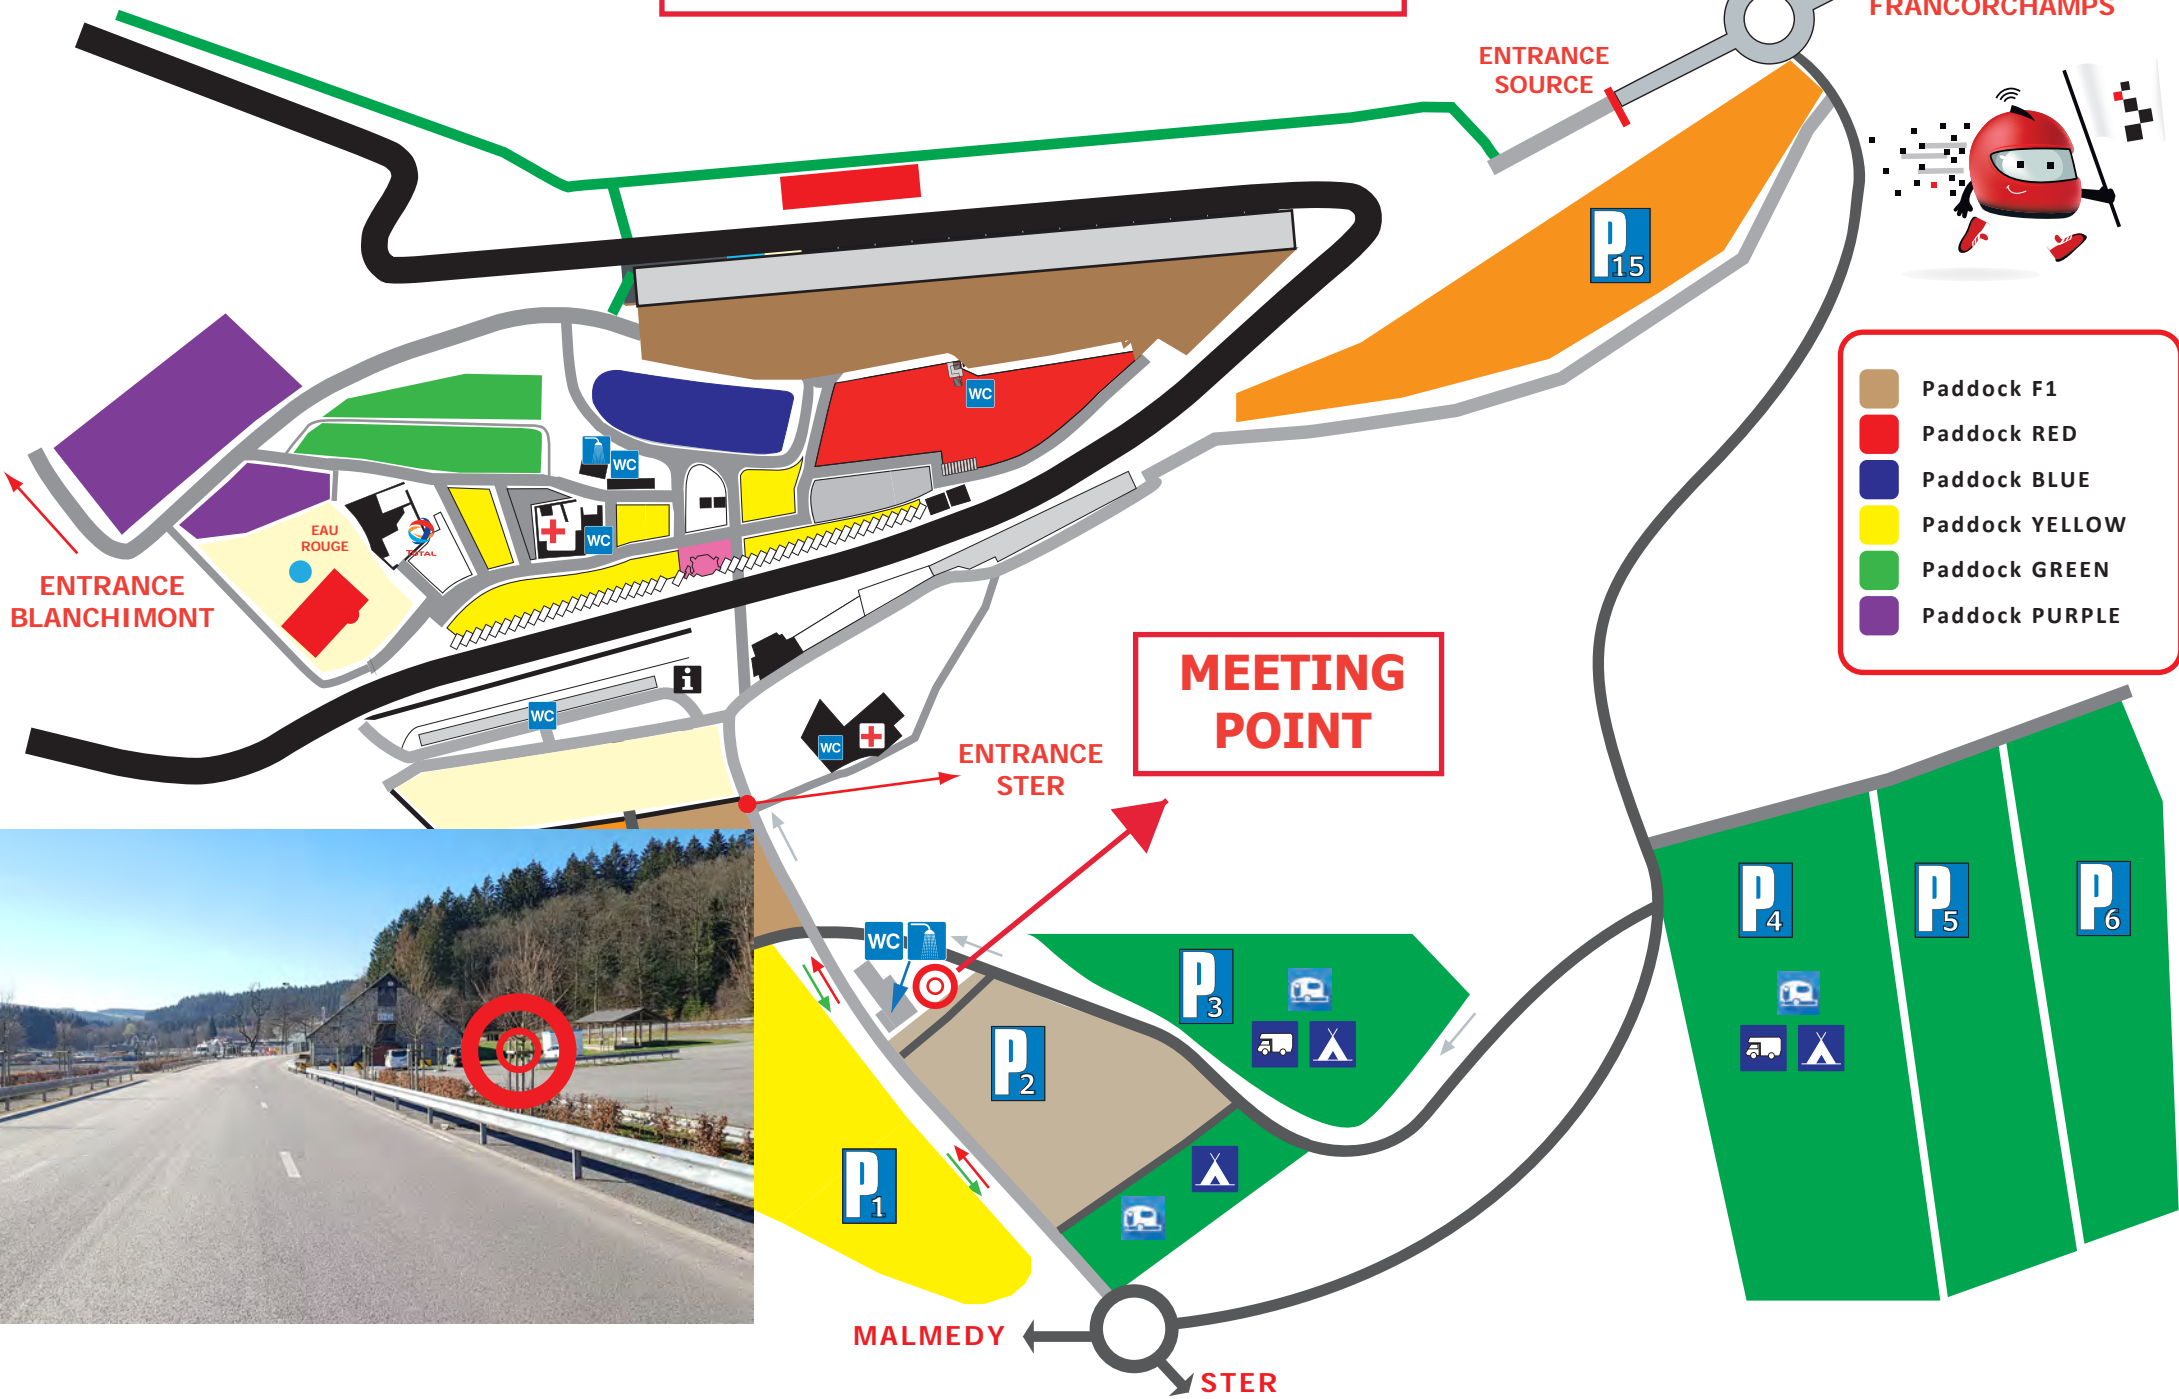 FRANCORCHAMPS
ENTRANCE
SOURCE
P15
Paddock F1
Paddock RED
Paddock BLUE
Paddock YELLOW
Paddock GREEN
Paddock PURPLE
WC
WC
WC
EAU
ROUGE
TOTAL
ENTRANCE
BLANCHIMONT
i
WC
WC
MEETING
POINT
ENTRANCE
STER
WC
P4
P5
P6
P3
P2
P1
MALMEDY
STER